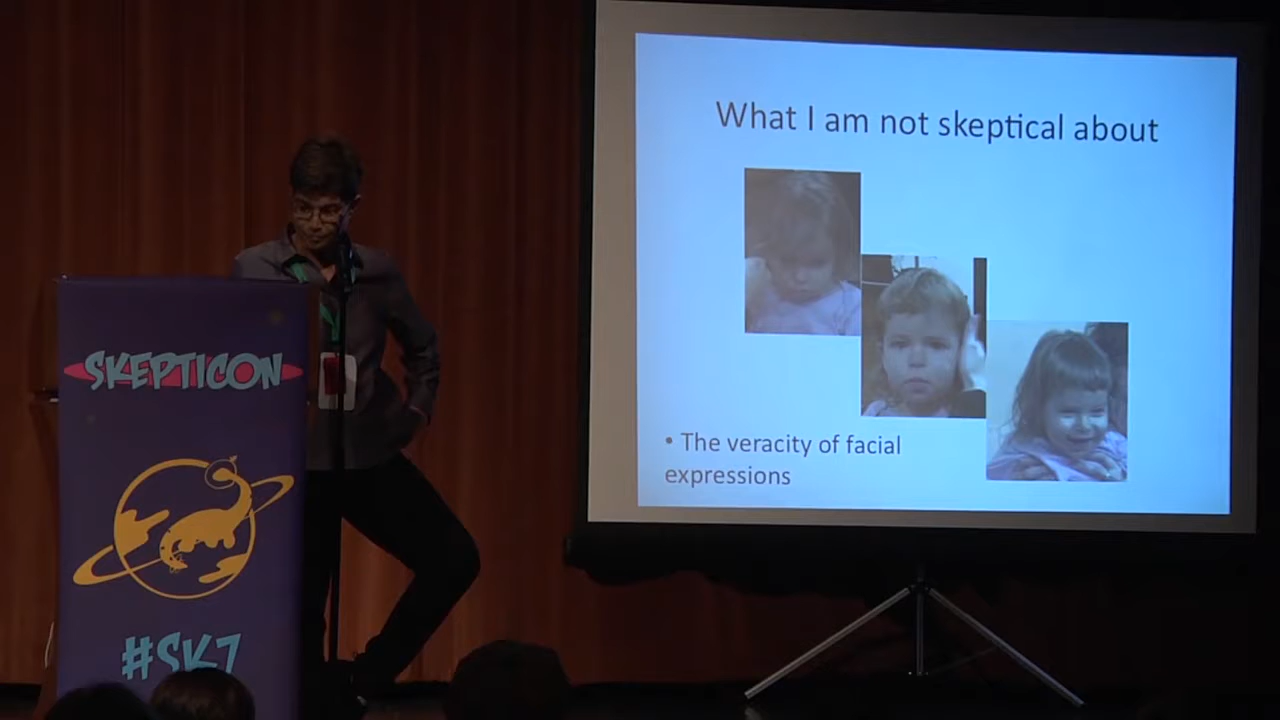 SKEPTICON
#SK7
What I am not skeptical about
• The veracity of facial
expressions